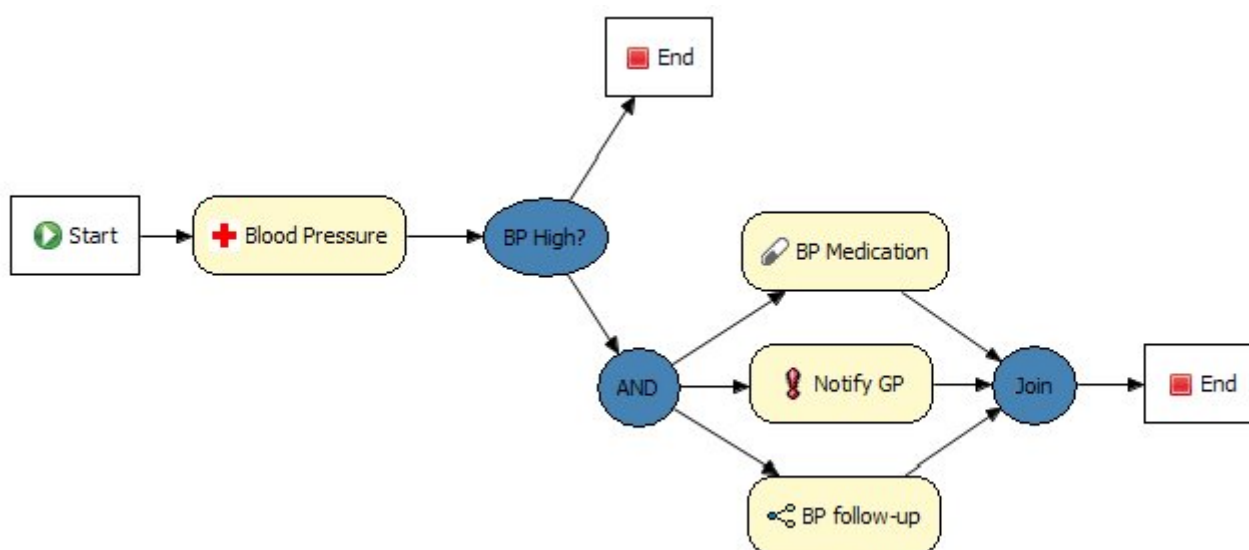 End
Start
Blood Pressure
BP High?
BP Medication
AND
Notify GP
Join
End
BP follow-up